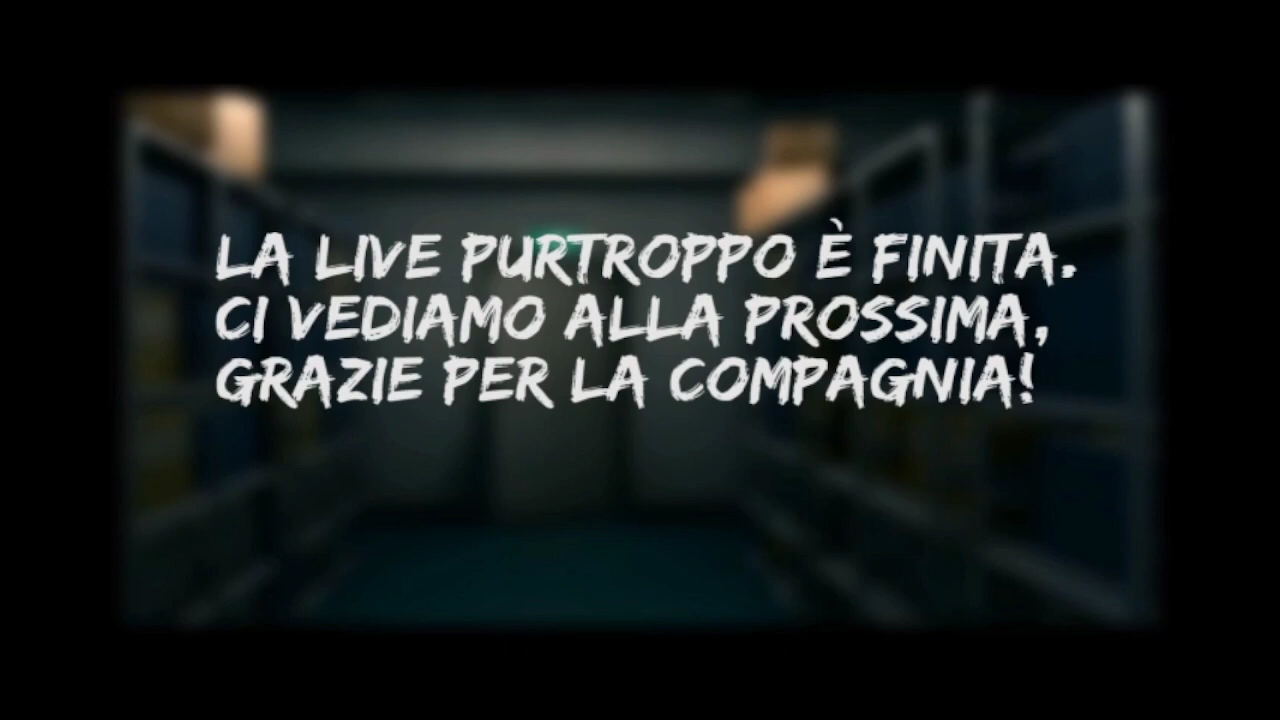 LA LIVE PURTROPPO È FINITA.
CI VEDIAMO ALLA PROSSIMA,
GRAZIE PER LA COMPAGNIA!